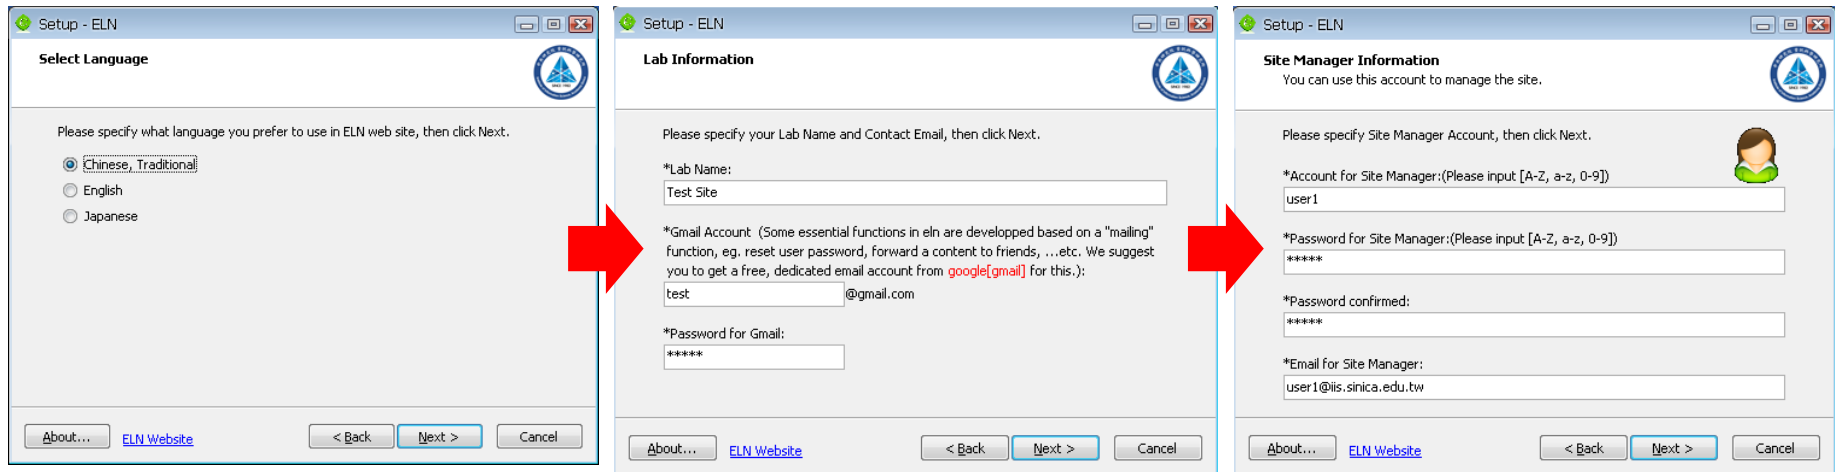 Setup - ELN
Select Language
Please specify what language you prefer to use in ELN web site, then click Next.
Chinese, Traditional
English
Japanese
About...
ELN Website
< Back
Next >
Cancel
Setup - ELN
Lab Information
Please specify your Lab Name and Contact Email, then click Next.
*Lab Name:
Test Site
*Gmail Account (Some essential functions in eln are developped based on a "mailing"
function, eg. reset user password, forward a content to friends, ...etc. We suggest
you to get a free, dedicated email account from google[gmail] for this.):
test @gmail.com
*Password for Gmail:
*****
About...
ELN Website
< Back
Next >
Cancel
Setup - ELN
Site Manager Information
You can use this account to manage the site.
Please specify Site Manager Account, then click Next.
*Account for Site Manager:(Please input [A-Z, a-z, 0-9])
user1
*Password for Site Manager:(Please input [A-Z, a-z, 0-9])
*****
*Password confirmed:
*****
*Email for Site Manager:
user1@iis.sinica.edu.tw
About...
ELN Website
< Back
Next >
Cancel